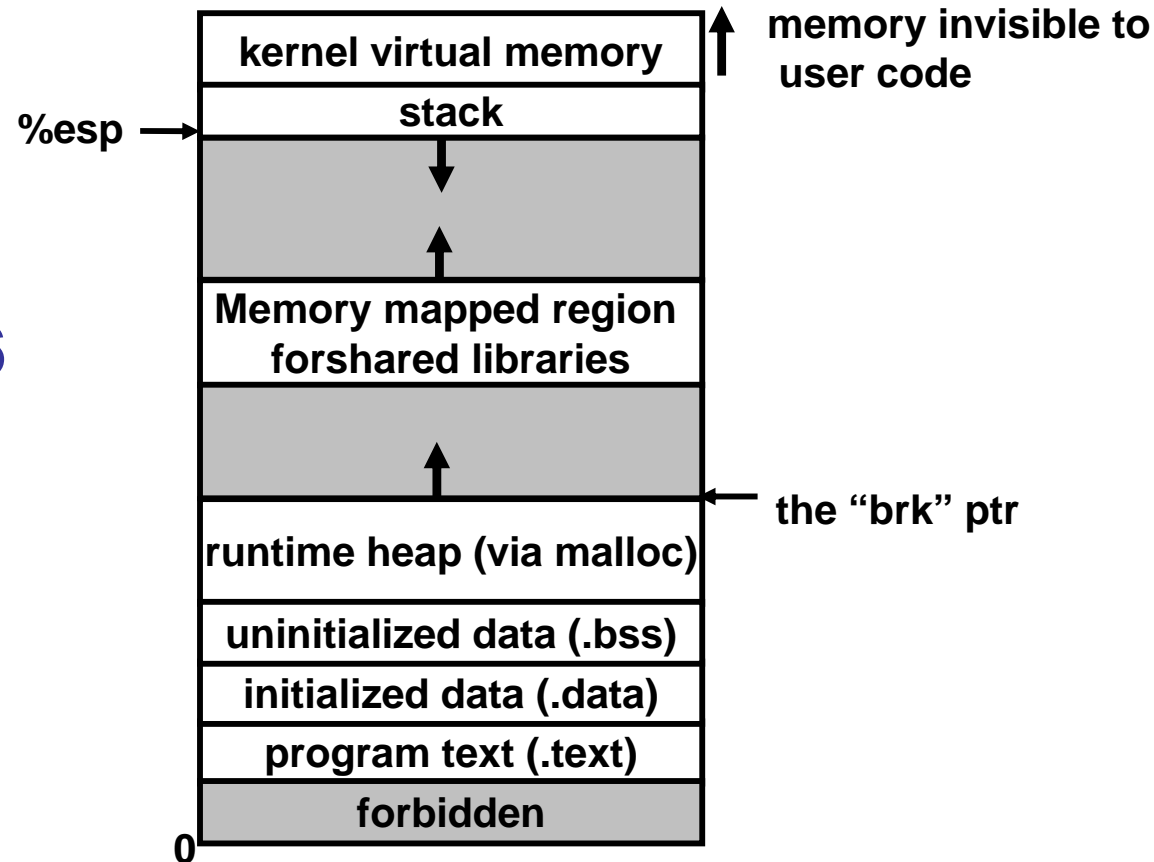 kernel virtual memory
memory invisible to
user code
stack
%esp
Memory mapped region
forshared libraries
the “brk” ptr
runtime heap (via malloc)
uninitialized data (.bss)
initialized data (.data)
program text (.text)
forbidden
0